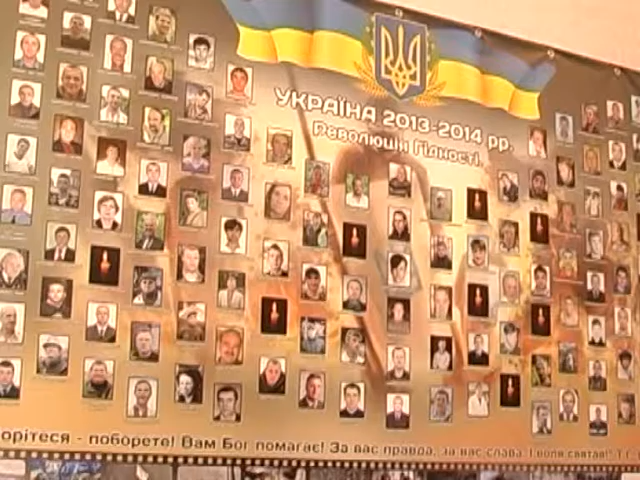 УКРАЇНА 2013-2014 рр.
Революція Гідності
орітеся - поборете! Вам Бог помагає! За вас правда, за вас слава І воля святая!